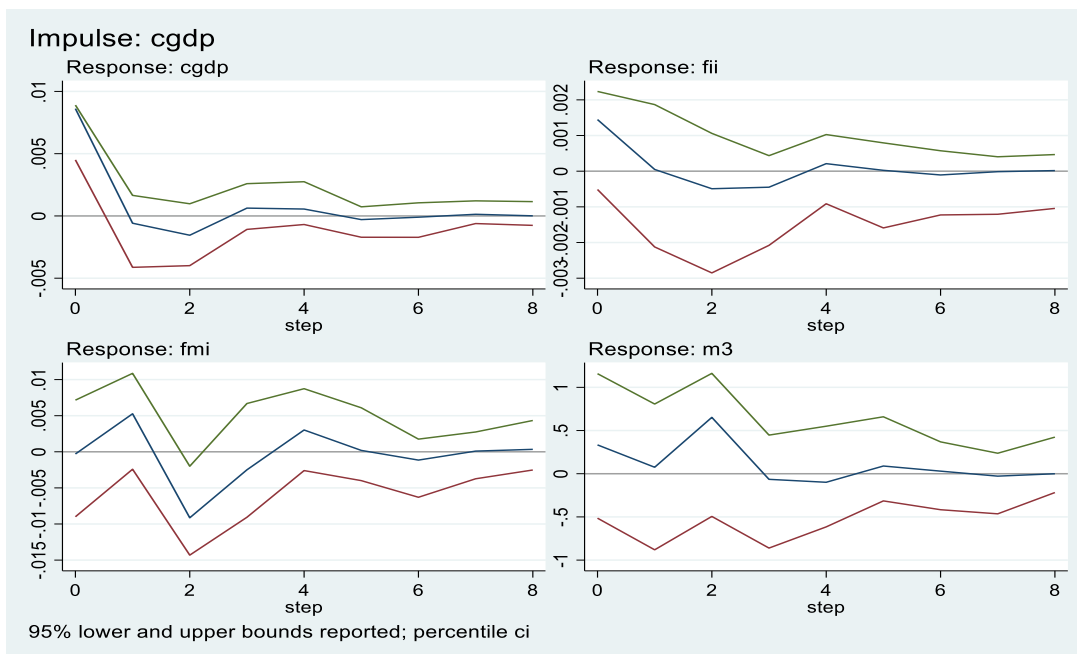 Impulse: cgdp
Response: cgdp
.01
.005
0
-.005
0 2 4 6 8
step
Response: fii
.002
.001
0
-.001
-.002
-.003
0 2 4 6 8
step
Response: fmi
.01
.005
0
-.005
-.01
-.015
0 2 4 6 8
step
Response: m3
1
.5
0
-.5
-1
0 2 4 6 8
step
95% lower and upper bounds reported; percentile ci